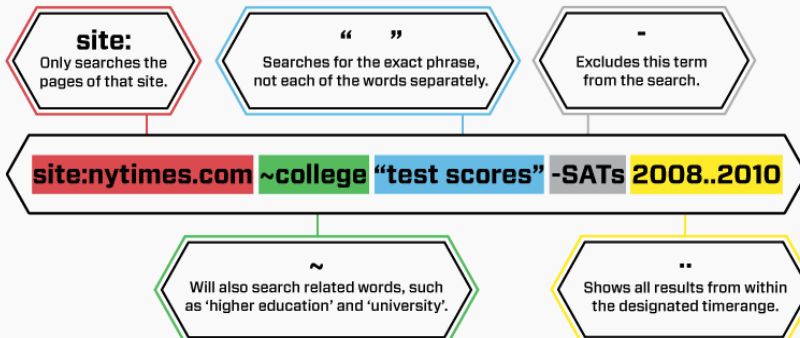 site:
Only searches the
pages of that site.
“ ”
Searches for the exact phrase,
not each of the words separately.
-
Excludes this term
from the search.
site:nytimes.com ~college “test scores” -SATs 2008..2010
~
Will also search related words, such
as ‘higher education’ and ‘university’.
..
Shows all results from within
the designated timerange.